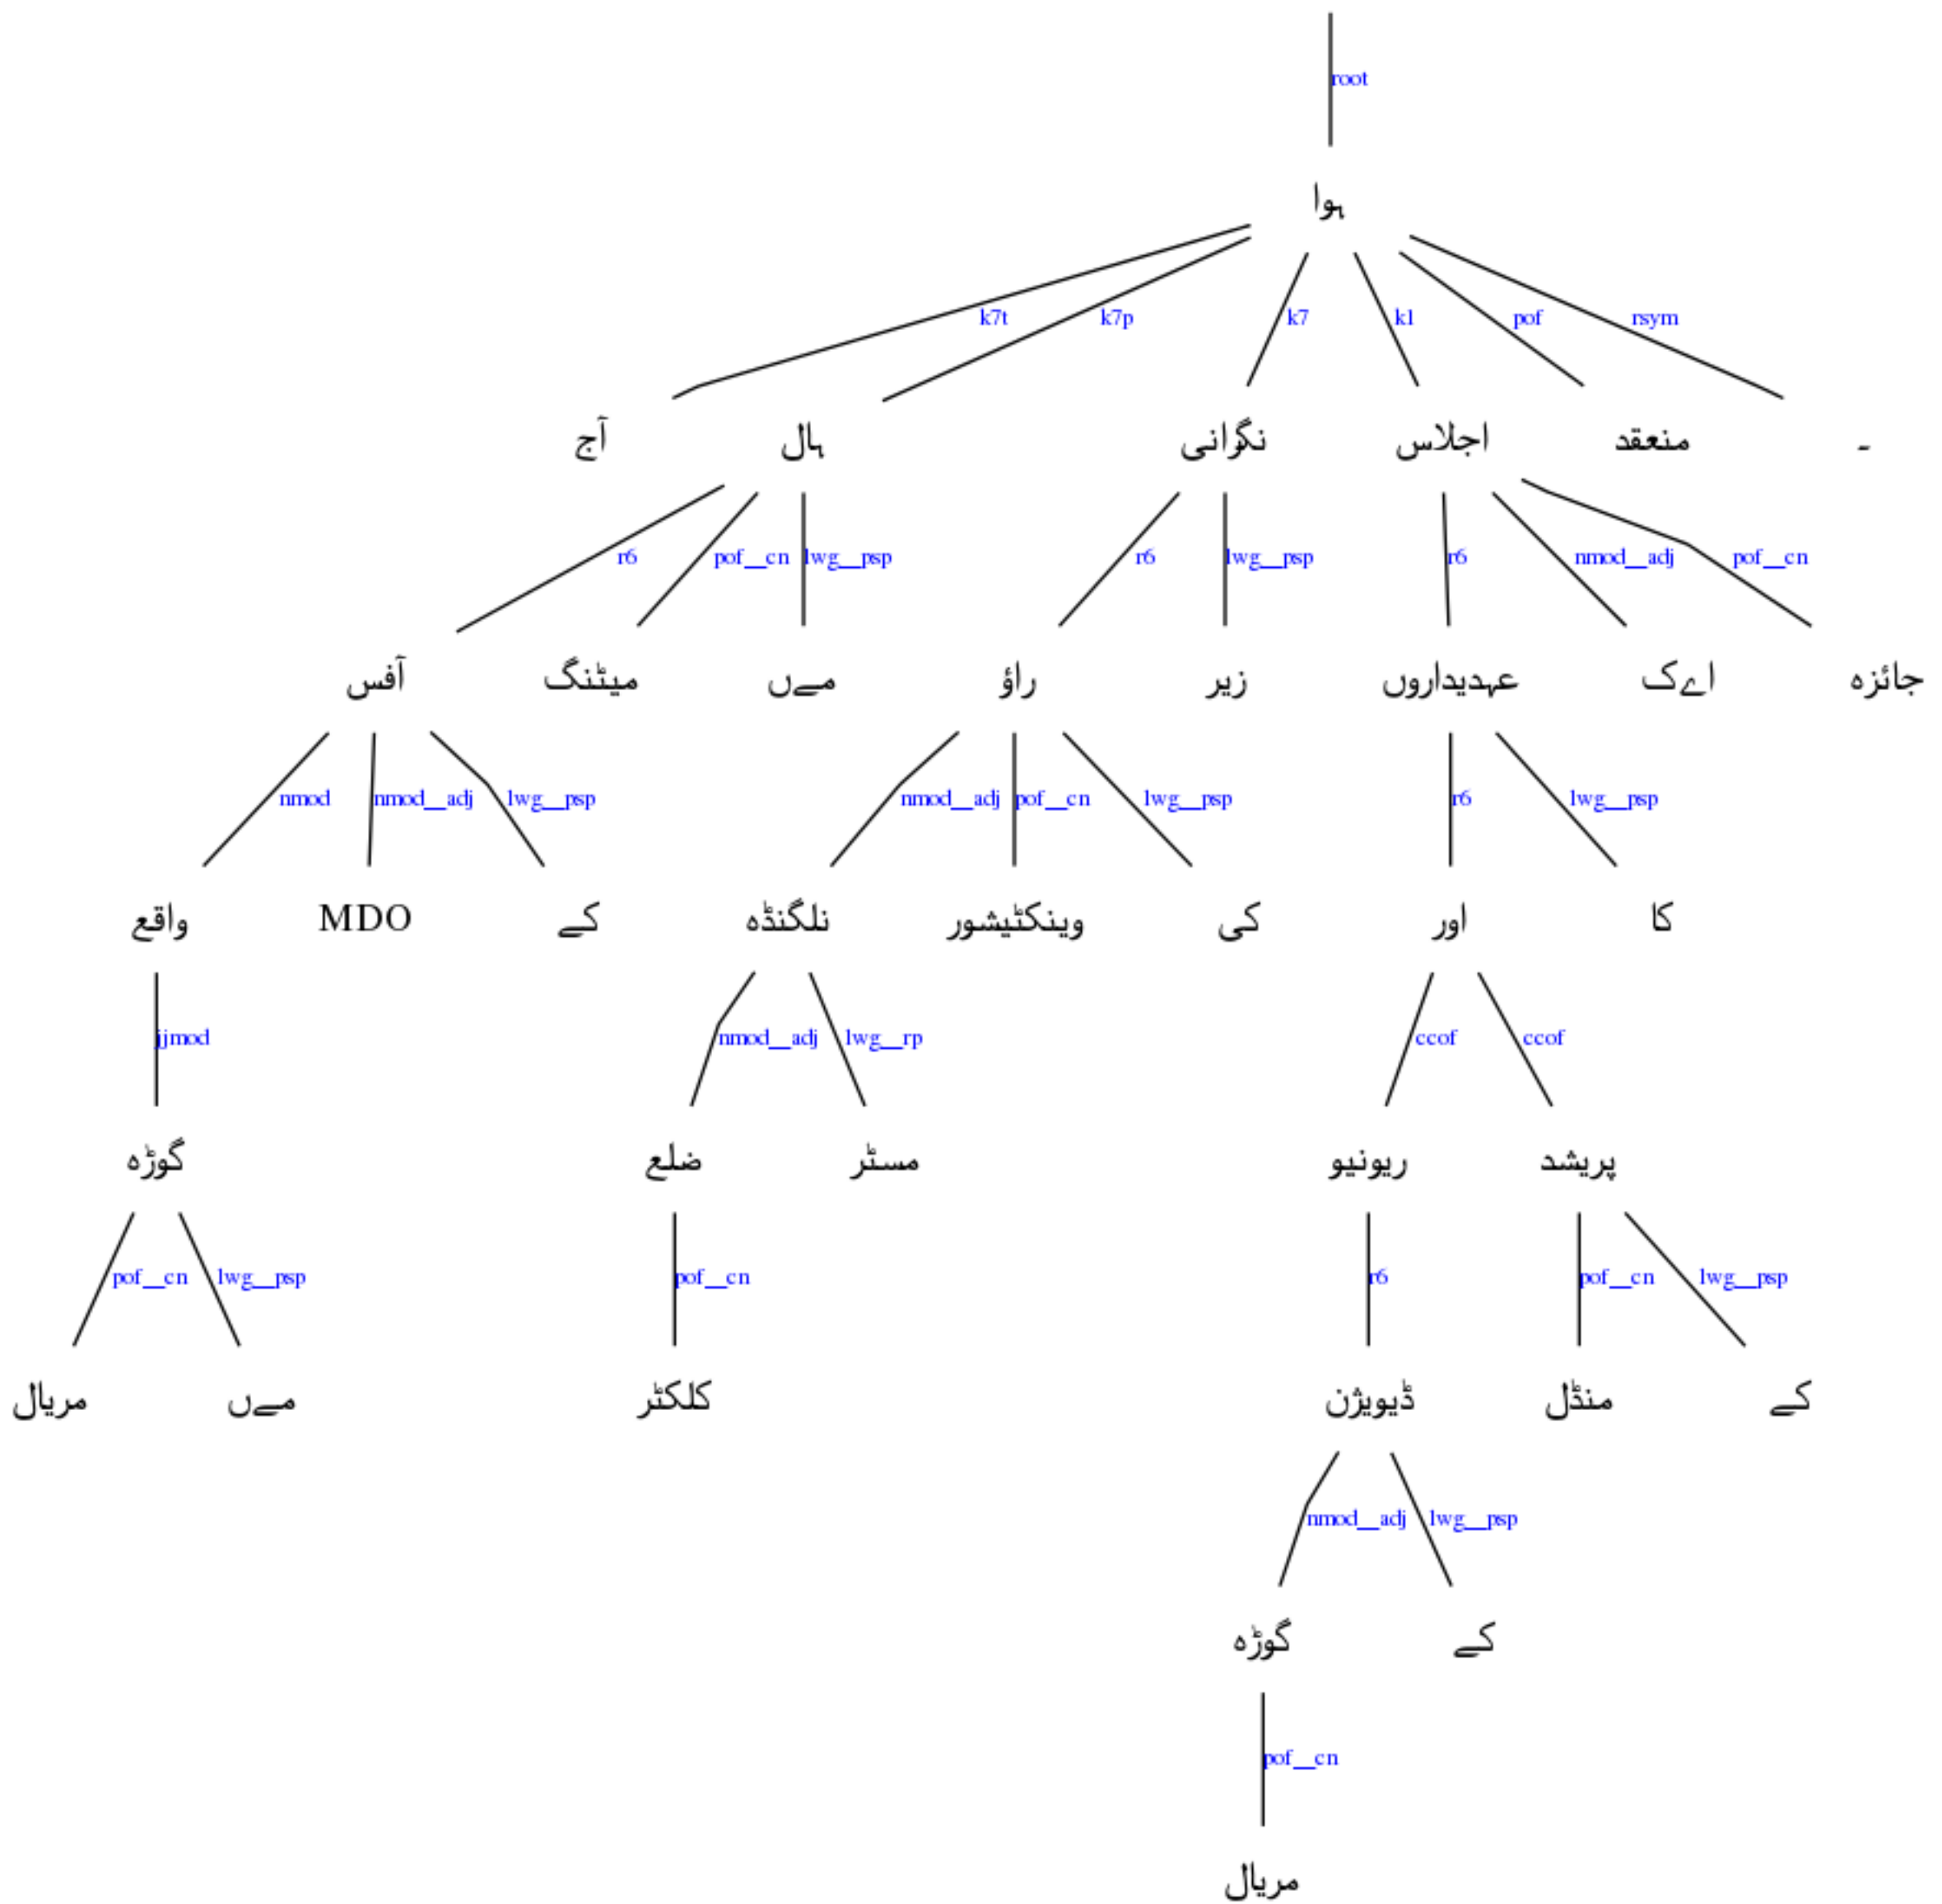 root
ہوا
k7t k7p k7 k1 pof rsym
آج ہال نگرانی اجلاس منعقد ۔
r6 pof__cn lwg__psp r6 lwg__psp r6 nmod__adj pof__cn
آفس میٹنگ مےں راؤ زیر عہدیداروں اےک جائزہ
nmod nmod__adj lwg__psp nmod__adj pof__cn lwg__psp r6 lwg__psp
واقع MDO کے نلگنڈہ وینکٹیشور کی اور کا
jjmod nmod__adj lwg__rp ccof ccof
گوڑہ ضلع مسٹر ریونیو پریشد
pof__cn lwg__psp pof__cn r6 pof__cn lwg__psp
مریال مےں کلکٹر ڈیویژن منڈل کے
nmod__adj lwg__psp
گوڑہ کے
pof__cn
مریال